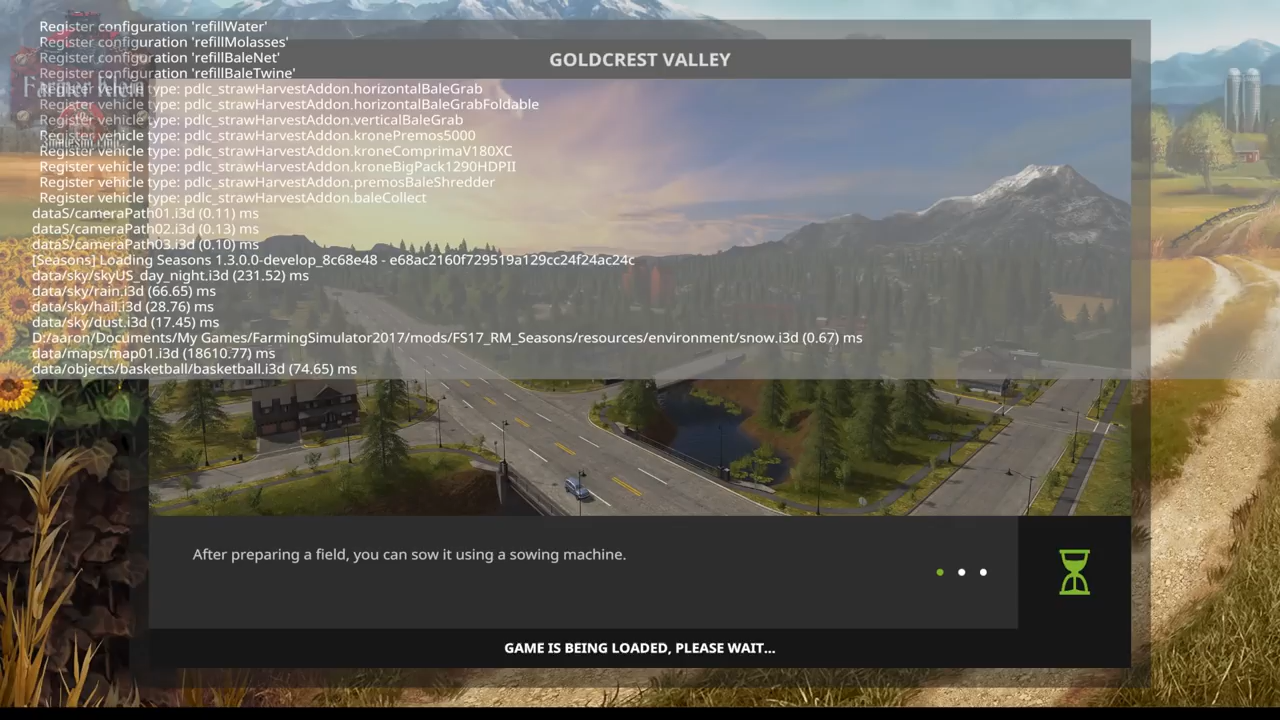 Register configuration 'refillWater'
Register configuration 'refillMolasses'
Register configuration 'refillBaleNet'
Register configuration 'refillBaleTwine'
Register vehicle type: pdlc_strawHarvestAddon.horizontalBaleGrab
Register vehicle type: pdlc_strawHarvestAddon.horizontalBaleGrabFoldable
Register vehicle type: pdlc_strawHarvestAddon.verticalBaleGrab
Register vehicle type: pdlc_strawHarvestAddon.kronePremos5000
Register vehicle type: pdlc_strawHarvestAddon.kroneComprimaV180XC
Register vehicle type: pdlc_strawHarvestAddon.kroneBigPack1290HDPII
Register vehicle type: pdlc_strawHarvestAddon.premosBaleShredder
Register vehicle type: pdlc_strawHarvestAddon.baleCollect
dataS/cameraPath01.i3d (0.11) ms
dataS/cameraPath02.i3d (0.13) ms
dataS/cameraPath03.i3d (0.10) ms
[Seasons] Loading Seasons 1.3.0.0-develop_8c68e48 - e68ac2160f729519a129cc24f24ac24c
data/sky/skyUS_day_night.i3d (231.52) ms
data/sky/rain.i3d (66.65) ms
data/sky/hail.i3d (28.76) ms
data/sky/dust.i3d (17.45) ms
D:/aaron/Documents/My Games/FarmingSimulator2017/mods/FS17_RM_Seasons/resources/environment/snow.i3d (0.67) ms
data/maps/map01.i3d (18610.77) ms
data/objects/basketball/basketball.i3d (74.65) ms
GOLDCREST VALLEY
After preparing a field, you can sow it using a sowing machine.
GAME IS BEING LOADED, PLEASE WAIT...